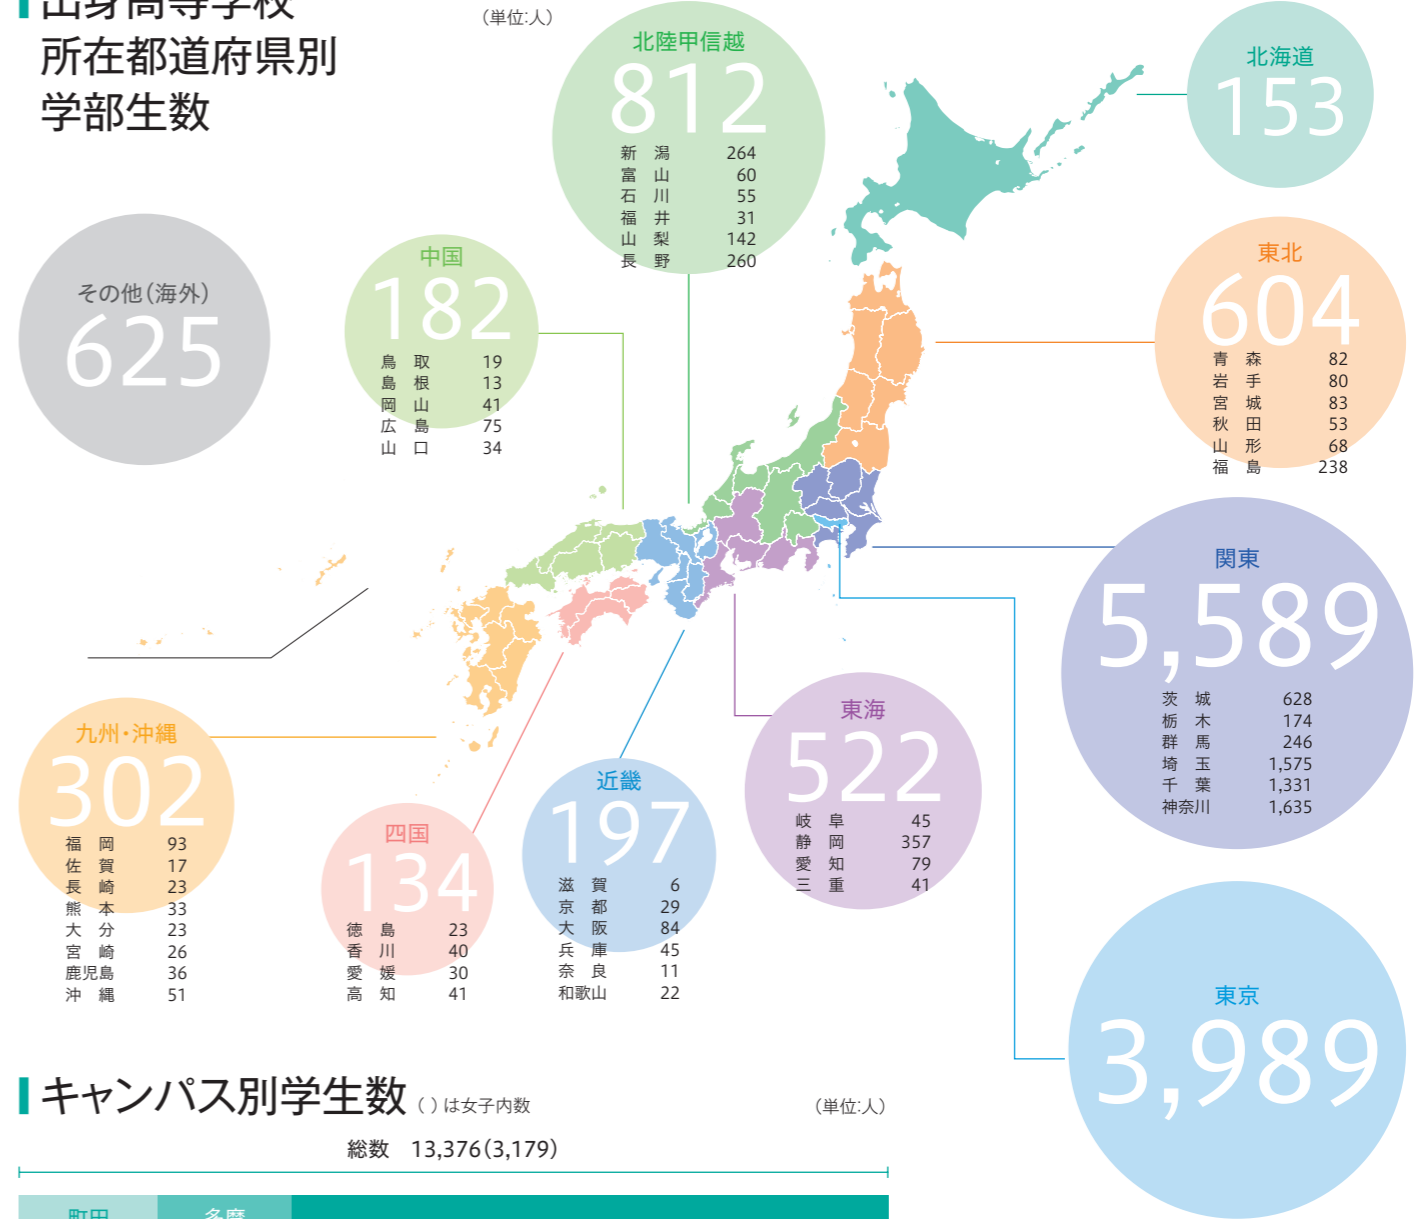 出身高等学校
所在都道府県別
学部生数
（単位:人）
北陸甲信越
812
新潟 264
富山 60
石川 55
福井 31
山梨 142
長野 260
北海道
153
その他（海外）
625
中国
182
鳥取 19
島根 13
岡山 41
広島 75
山口 34
東北
604
青森 82
岩手 80
宮城 83
秋田 53
山形 68
福島 238
関東
5,589
茨城 628
栃木 174
群馬 246
埼玉 1,575
千葉 1,331
神奈川 1,635
九州・沖縄
302
福岡 93
佐賀 17
長崎 23
熊本 33
大分 23
宮崎 26
鹿児島 36
沖縄 51
四国
134
徳島 23
香川 40
愛媛 30
高知 41
近畿
197
滋賀 6
京都 29
大阪 84
兵庫 45
奈良 11
和歌山 22
東海
522
岐阜 45
静岡 357
愛知 79
三重 41
東京
3,989
キャンパス別学生数 （ ）は女子内数
（単位:人）
総数 13,376（3,179）
町田
多摩